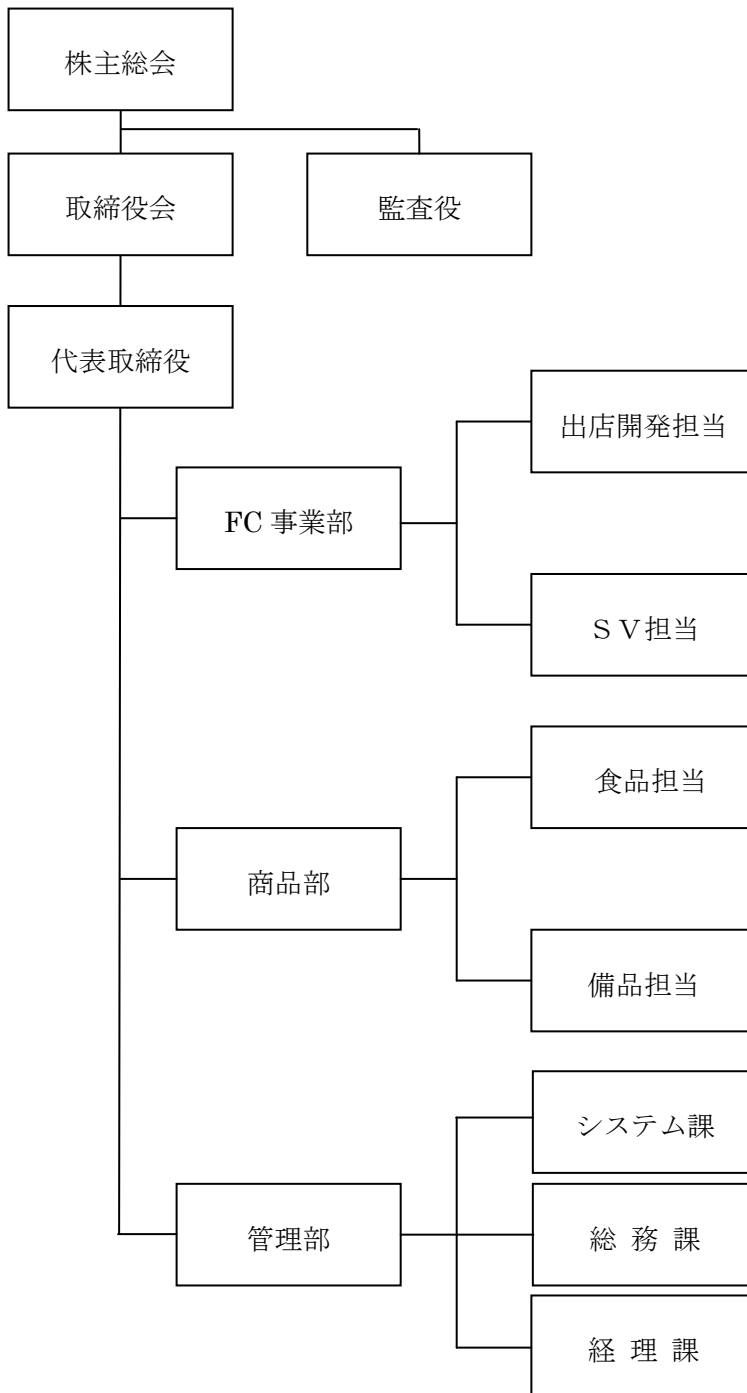 株主総会
取締役会
監査役
代表取締役
出店開発担当
FC 事業部
ＳＶ担当
食品担当
商品部
備品担当
システム課
管理部
総 務 課
経 理 課